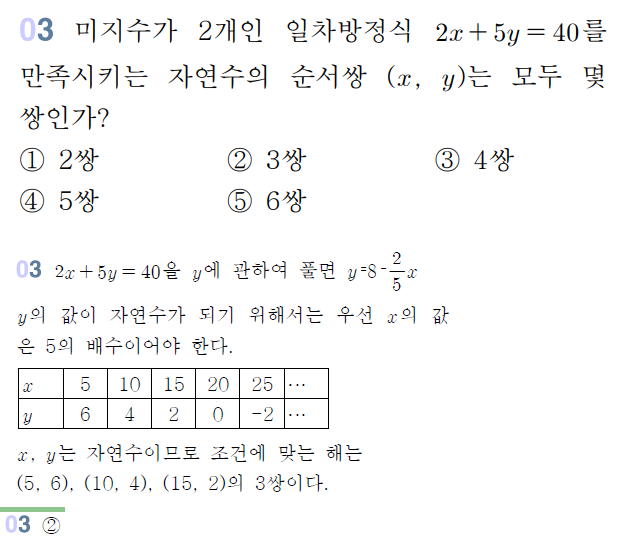 03 미지수가 2개인 일차방정식 2x+5y=40를
만족시키는 자연수의 순서쌍 (x, y)는 모두 몇
쌍인가?
① 2쌍 ② 3쌍 ③ 4쌍
④ 5쌍 ⑤ 6쌍
03 2x+5y=40을 y에 관하여 풀면 y=8-2/5x
y의 값이 자연수가 되기 위해서는 우선 x의 값
은 5의 배수이어야 한다.
x 5 10 15 20 25 ⋯
y 6 4 2 0 -2 ⋯
x, y는 자연수이므로 조건에 맞는 해는
(5, 6), (10, 4), (15, 2)의 3쌍이다.
03 ②